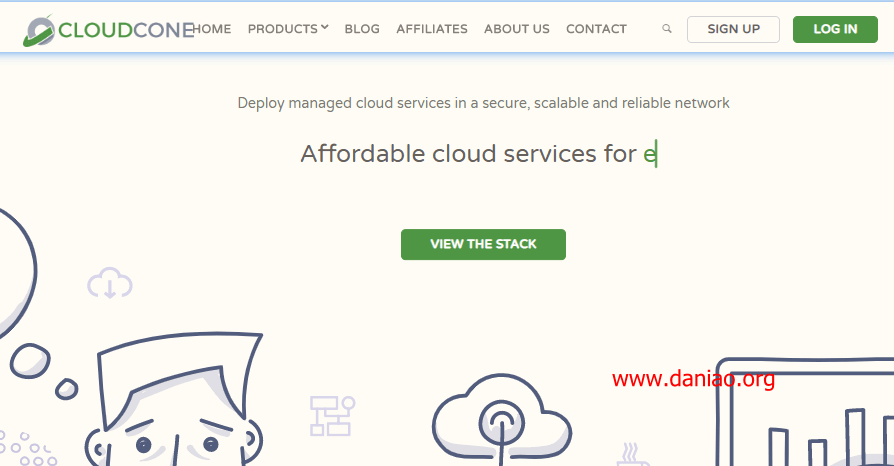 CLOUDCONE HOME PRODUCTS BLOG AFFILIATES ABOUT US CONTACT SIGN UP LOG IN
Deploy managed cloud services in a secure, scalable and reliable network
Affordable cloud services for e
VIEW THE STACK
www.daniao.org